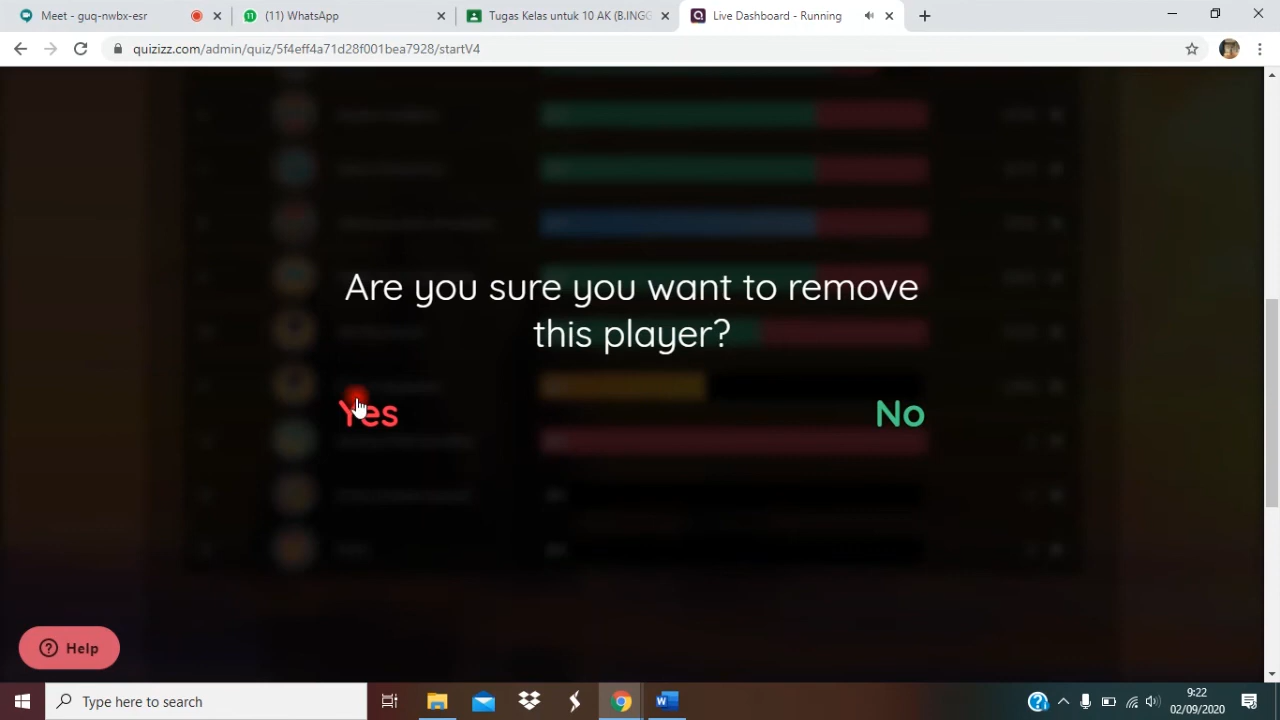 Meet - guq-nwbx-esr
(11) WhatsApp
Tugas Kelas untuk 10 AK (B.INGG
Live Dashboard - Running
quizizz.com/admin/quiz/5f4eff4a71d28f001bea7928/startV4
Are you sure you want to remove
this player?
Yes
No
Help
Type here to search
9:22
02/09/2020